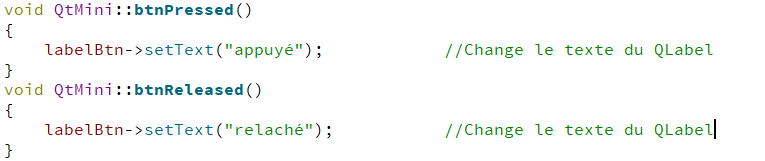 void QtMini::btnPressed()
{
    labelBtn->setText("appuyé");            //Change le texte du QLabel
}
void QtMini::btnReleased()
{
    labelBtn->setText("relaché");           //Change le texte du QLabel
}